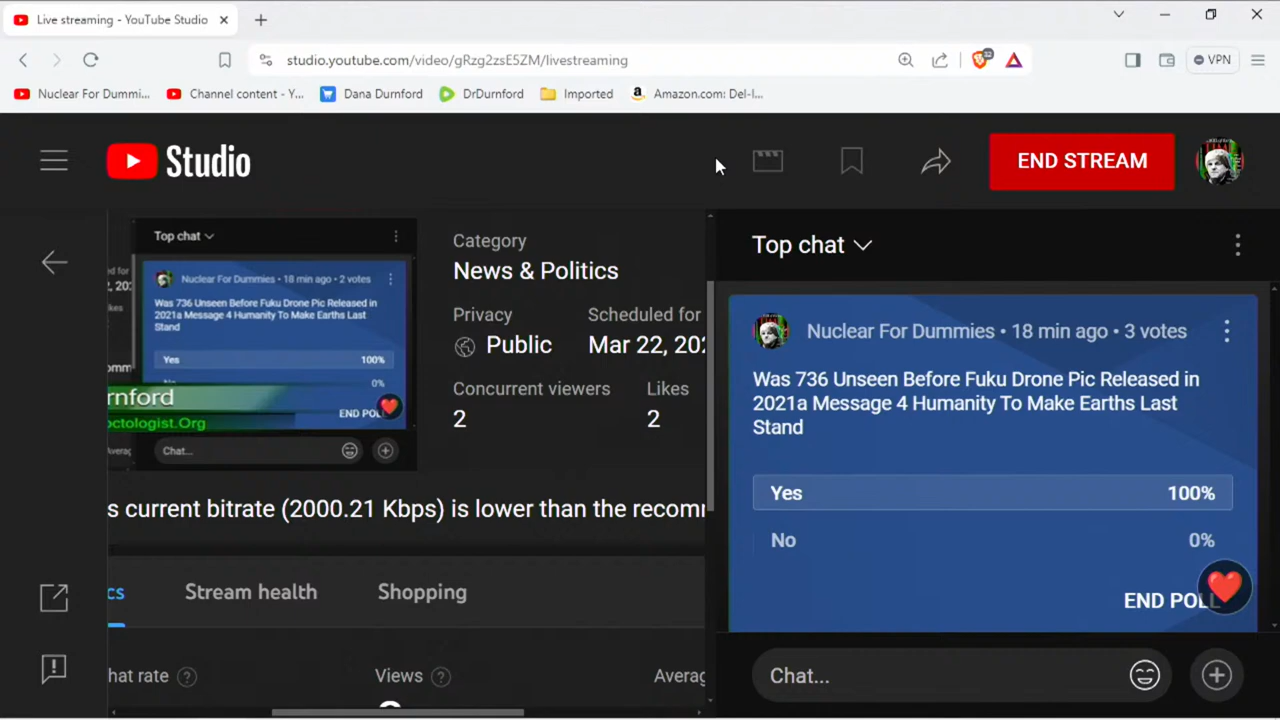 Live streaming - YouTube Studio
studio.youtube.com/video/gRzg2zsE5ZM/livestreaming
32
VPN
Nuclear For Dummi...
Channel content - Y...
Dana Durnford
DrDurnford
Imported
Amazon.com: Del-I...
Studio
END STREAM
Top chat
Nuclear For Dummies • 18 min ago • 2 votes
Was 736 Unseen Before Fuku Drone Pic Released in
2021a Message 4 Humanity To Make Earths Last
Stand
Yes 100%
0%
rnford
END POL
octologist.Org
Chat...
Category
News & Politics
Privacy
Public
Scheduled for
Mar 22, 202
Concurrent viewers
2
Likes
2
s current bitrate (2000.21 Kbps) is lower than the recom
cs
Stream health
Shopping
hat rate
Views
Averag
Top chat
Nuclear For Dummies • 18 min ago • 3 votes
Was 736 Unseen Before Fuku Drone Pic Released in
2021a Message 4 Humanity To Make Earths Last
Stand
Yes 100%
No 0%
END POLL
Chat...